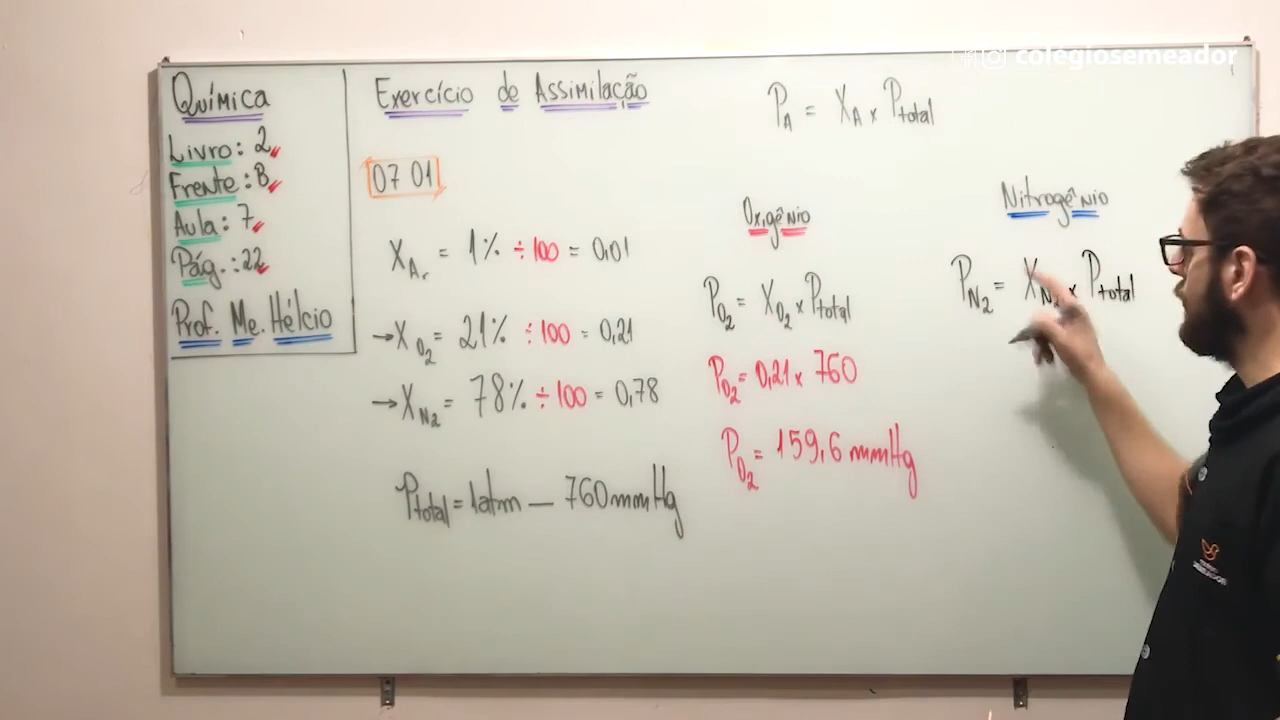 colegiosemeador
Química
Livro: 2
Frente: B
Aula: 7
Pág.: 22
Prof. Me. Hélcio
Exercício de Assimilação
07 01
X_Ar = 1% ÷100 = 0,01
→X_O2 = 21% ÷100 = 0,21
→X_N2 = 78% ÷100 = 0,78
Ptotal = 1atm — 760mmHg
P_A = X_A x Ptotal
Oxigênio
P_O2 = X_O2 x Ptotal
P_O2 = 0,21 x 760
P_O2 = 159,6 mmHg
Nitrogênio
P_N2 = X_N2 x Ptotal